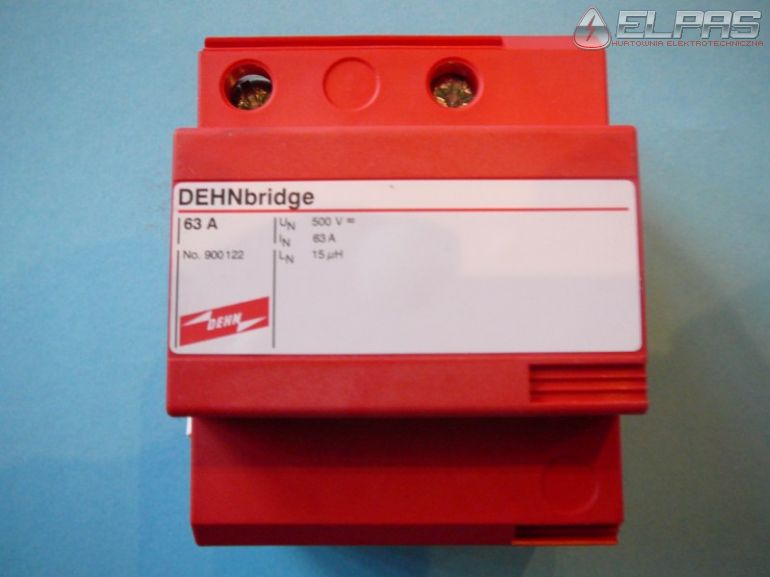 ELPAS
HURTOWNIA ELEKTROTECHNICZNA
DEHNbridge
63 A
No. 900 122
UN 500 V ≂
IN 63 A
LN 15 µH
DEHN